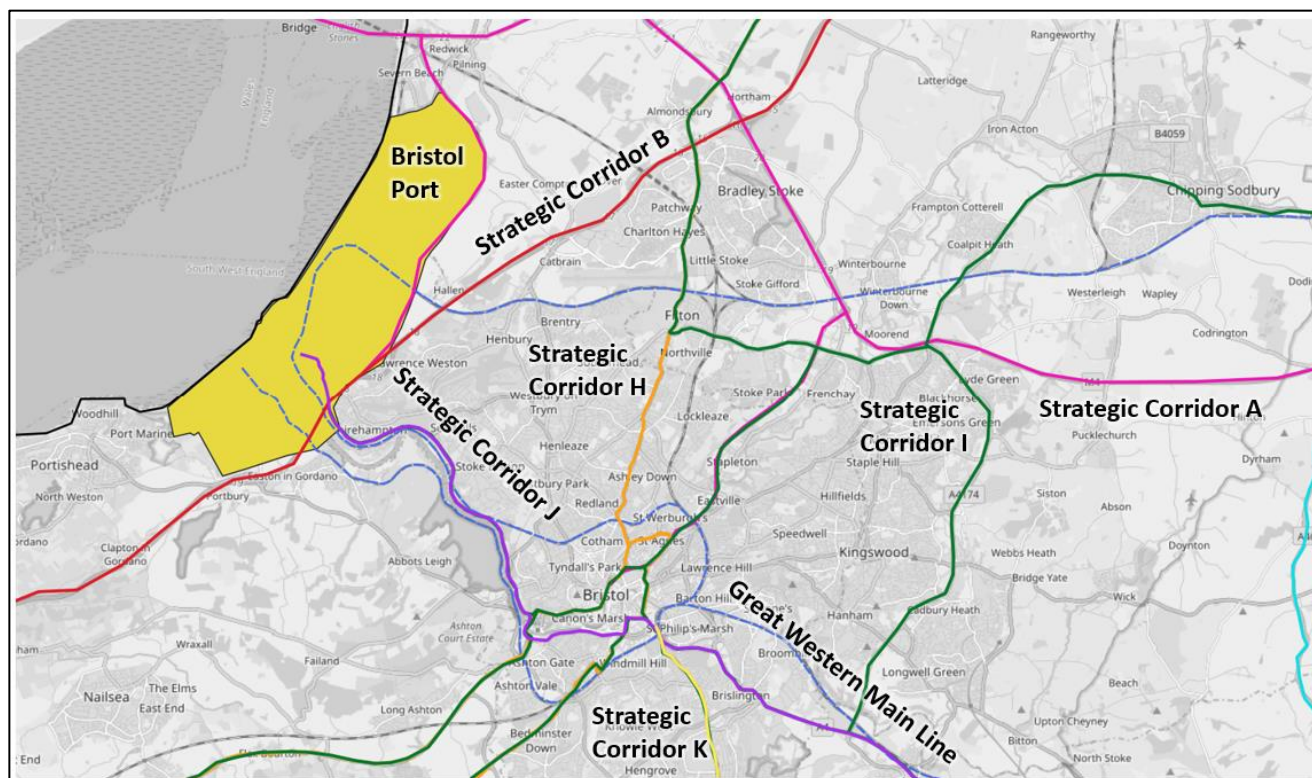 Bridge
English
Stones
Redwick
Pilning
Severn Beach
Wales
England
South West England
Bristol
Port
Strategic Corridor B
Almondsbury
Hortham
Latteridge
Rangeworthy
Iron Acton
B4059
Chipping Sodbury
Frampton Cotterell
Coalpit Heath
Bradley Stoke
Patchway
Charlton Hayes
Easter Compton
Catbrain
Little Stoke
Stoke Gifford
Winterbourne
Winterbourne
Down
Westerleigh
Wapley
Codrington
Hallen
Brentry
Henbury
Filton
Northville
Moorend
Lyde Green
M4
Strategic
Corridor H
Strategic
Corridor I
Strategic Corridor A
Lawrence Weston
Westbury on
Trym
Lockleaze
Stoke Park
Frenchay
Blackhorse
Emersons Green
Pucklechurch
Dyrham
Woodhill
Port Marine
Portishead
North Weston
Easton in Gordano
Portbury
Strategic Corridor J
Henleaze
Ashley Down
Redland
Stapleton
Eastville
Staple Hill
Hillfields
A4174
Siston
Abson
Doynton
St Werburgh's
St Agnes
Cotham
Tyndall's Park
Speedwell
Kingswood
Webbs Heath
Bridge Yate
Wick
Clapton in
Gordano
Abbots Leigh
Lawrence Hill
Barton Hill
Bristol
Canon's Marsh
St Philip's-Marsh
Hanham
Cadbury Heath
Great Western Main Line
Wraxall
Failand
Ashton
Court Estate
Ashton Gate
Windmill Hill
Ashton Vale
Brislington
Longwell Green
Beach
Nailsea
The Elms
East End
Long Ashton
Flax Bourton
Bedminster
Down
Strategic
Corridor K
Hengrove
A4
Upton Cheyney
Bitton
North Stoke